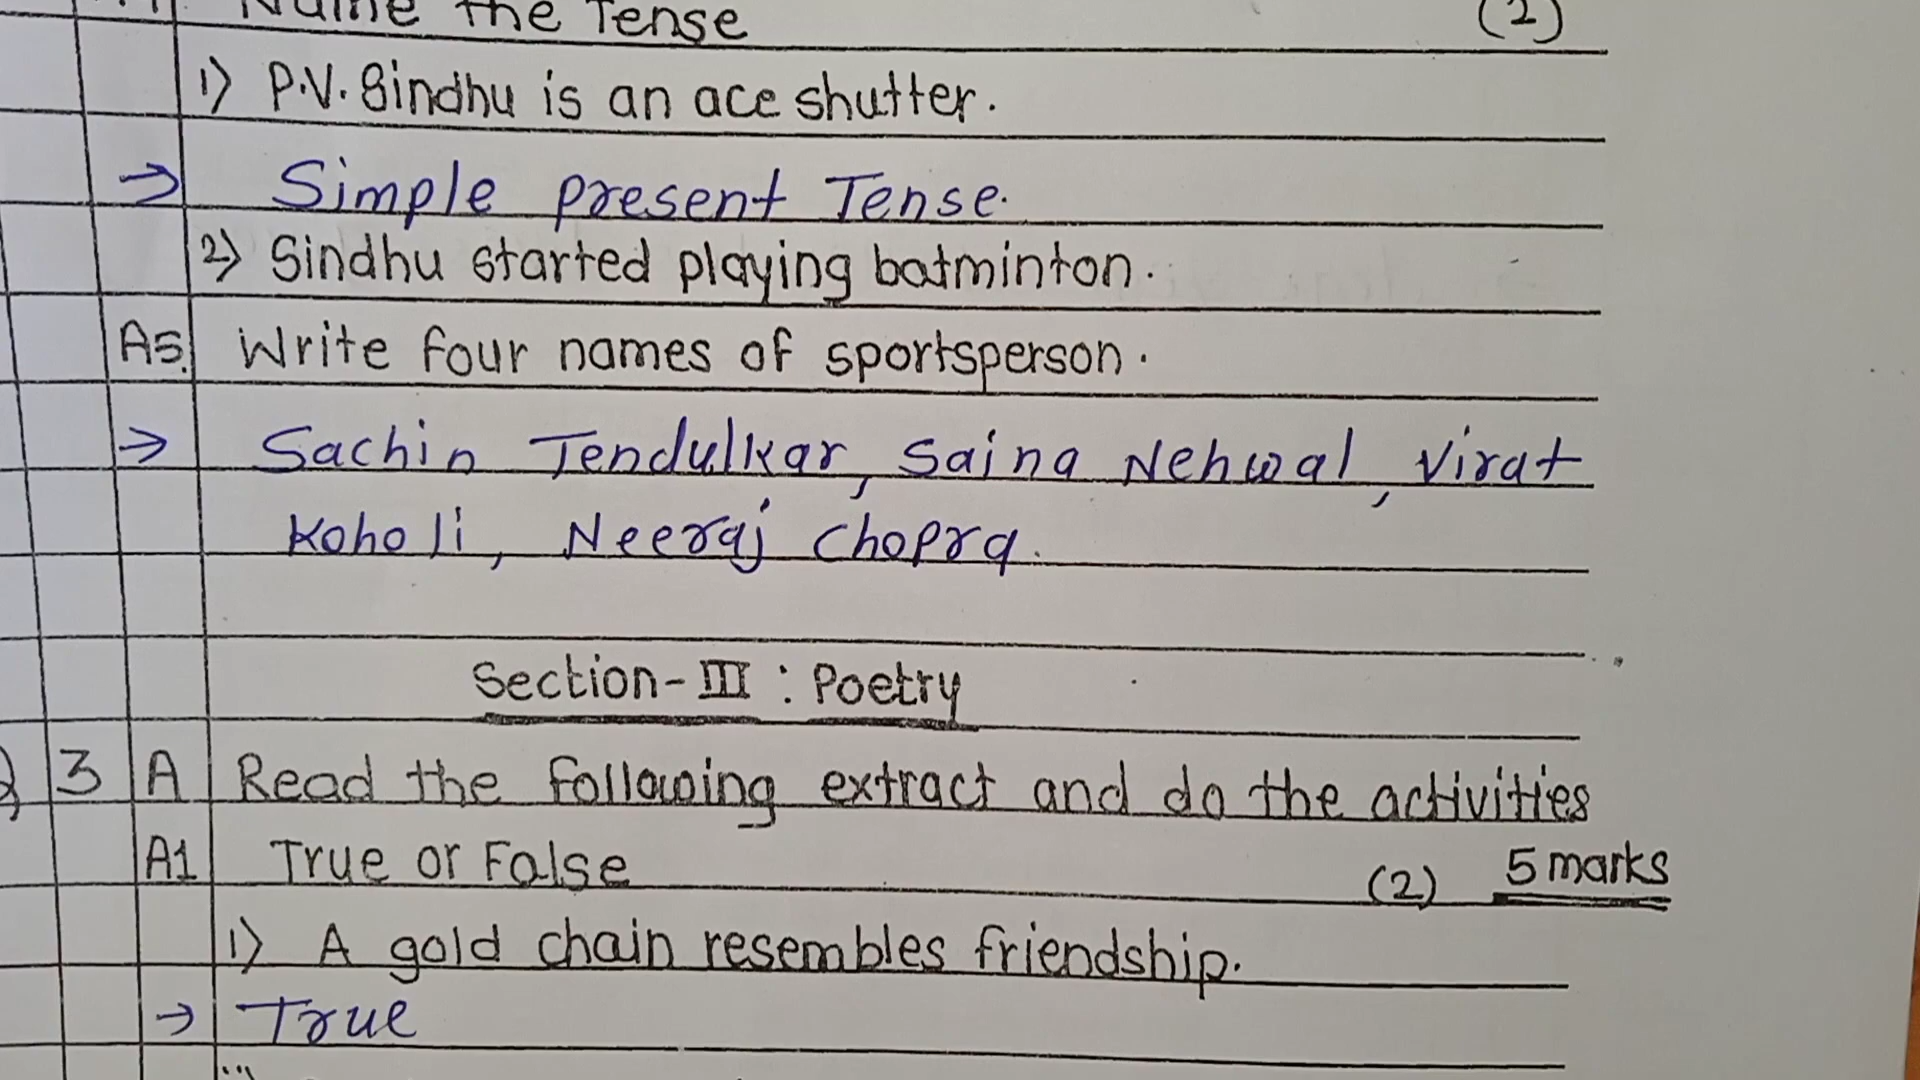 Name the Tense (2)
1) P.V. Sindhu is an ace shutter.
→ Simple present Tense.
2) Sindhu started playing batminton.
A5. Write four names of sportsperson.
→ Sachin Tendulkar, Saina Nehwal, Virat
Koholi, Neeraj Chopra.
Section-III : Poetry
Q 3 A Read the following extract and do the activities
A1 True or False (2) 5 marks
1) A gold chain resembles friendship.
→ True